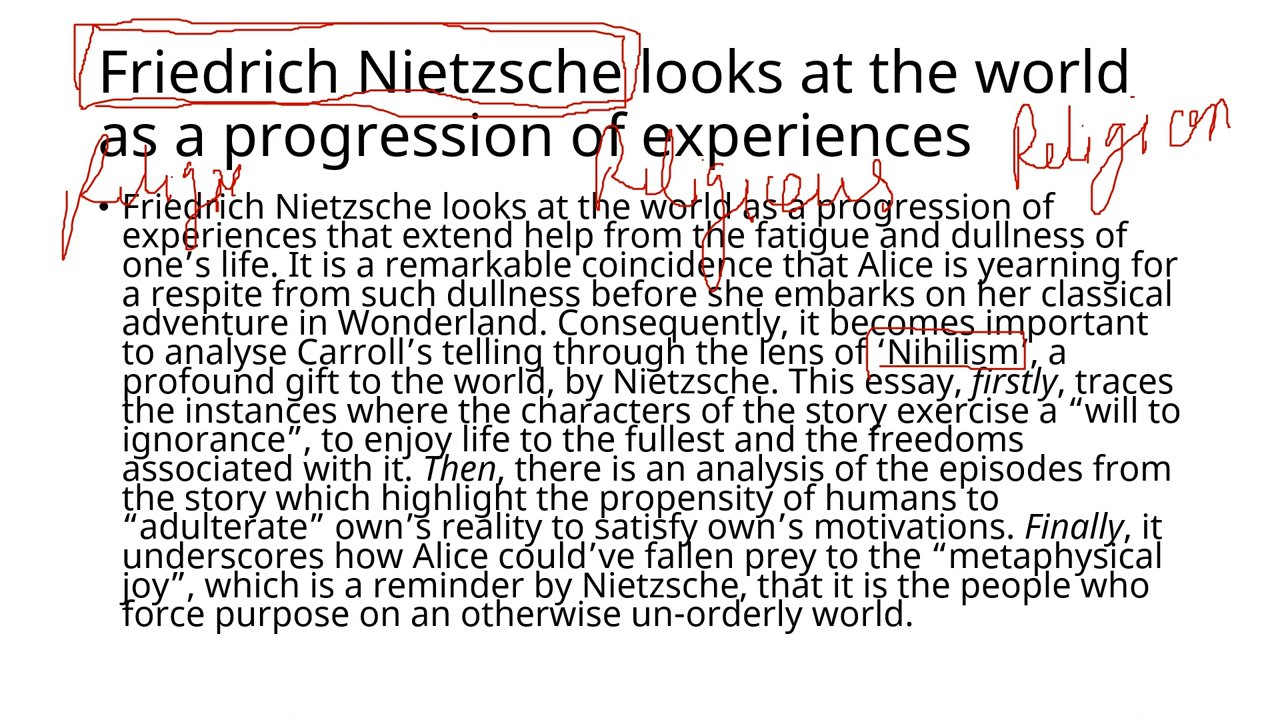 Friedrich Nietzsche looks at the world
as a progression of experiences
Religion
Religious
• Friedrich Nietzsche looks at the world as a progression of
experiences that extend help from the fatigue and dullness of
one’s life. It is a remarkable coincidence that Alice is yearning for
a respite from such dullness before she embarks on her classical
adventure in Wonderland. Consequently, it becomes important
to analyse Carroll’s telling through the lens of ‘Nihilism’, a
profound gift to the world, by Nietzsche. This essay, firstly, traces
the instances where the characters of the story exercise a “will to
ignorance”, to enjoy life to the fullest and the freedoms
associated with it. Then, there is an analysis of the episodes from
the story which highlight the propensity of humans to
“adulterate” own’s reality to satisfy own’s motivations. Finally, it
underscores how Alice could’ve fallen prey to the “metaphysical
joy”, which is a reminder by Nietzsche, that it is the people who
force purpose on an otherwise un-orderly world.